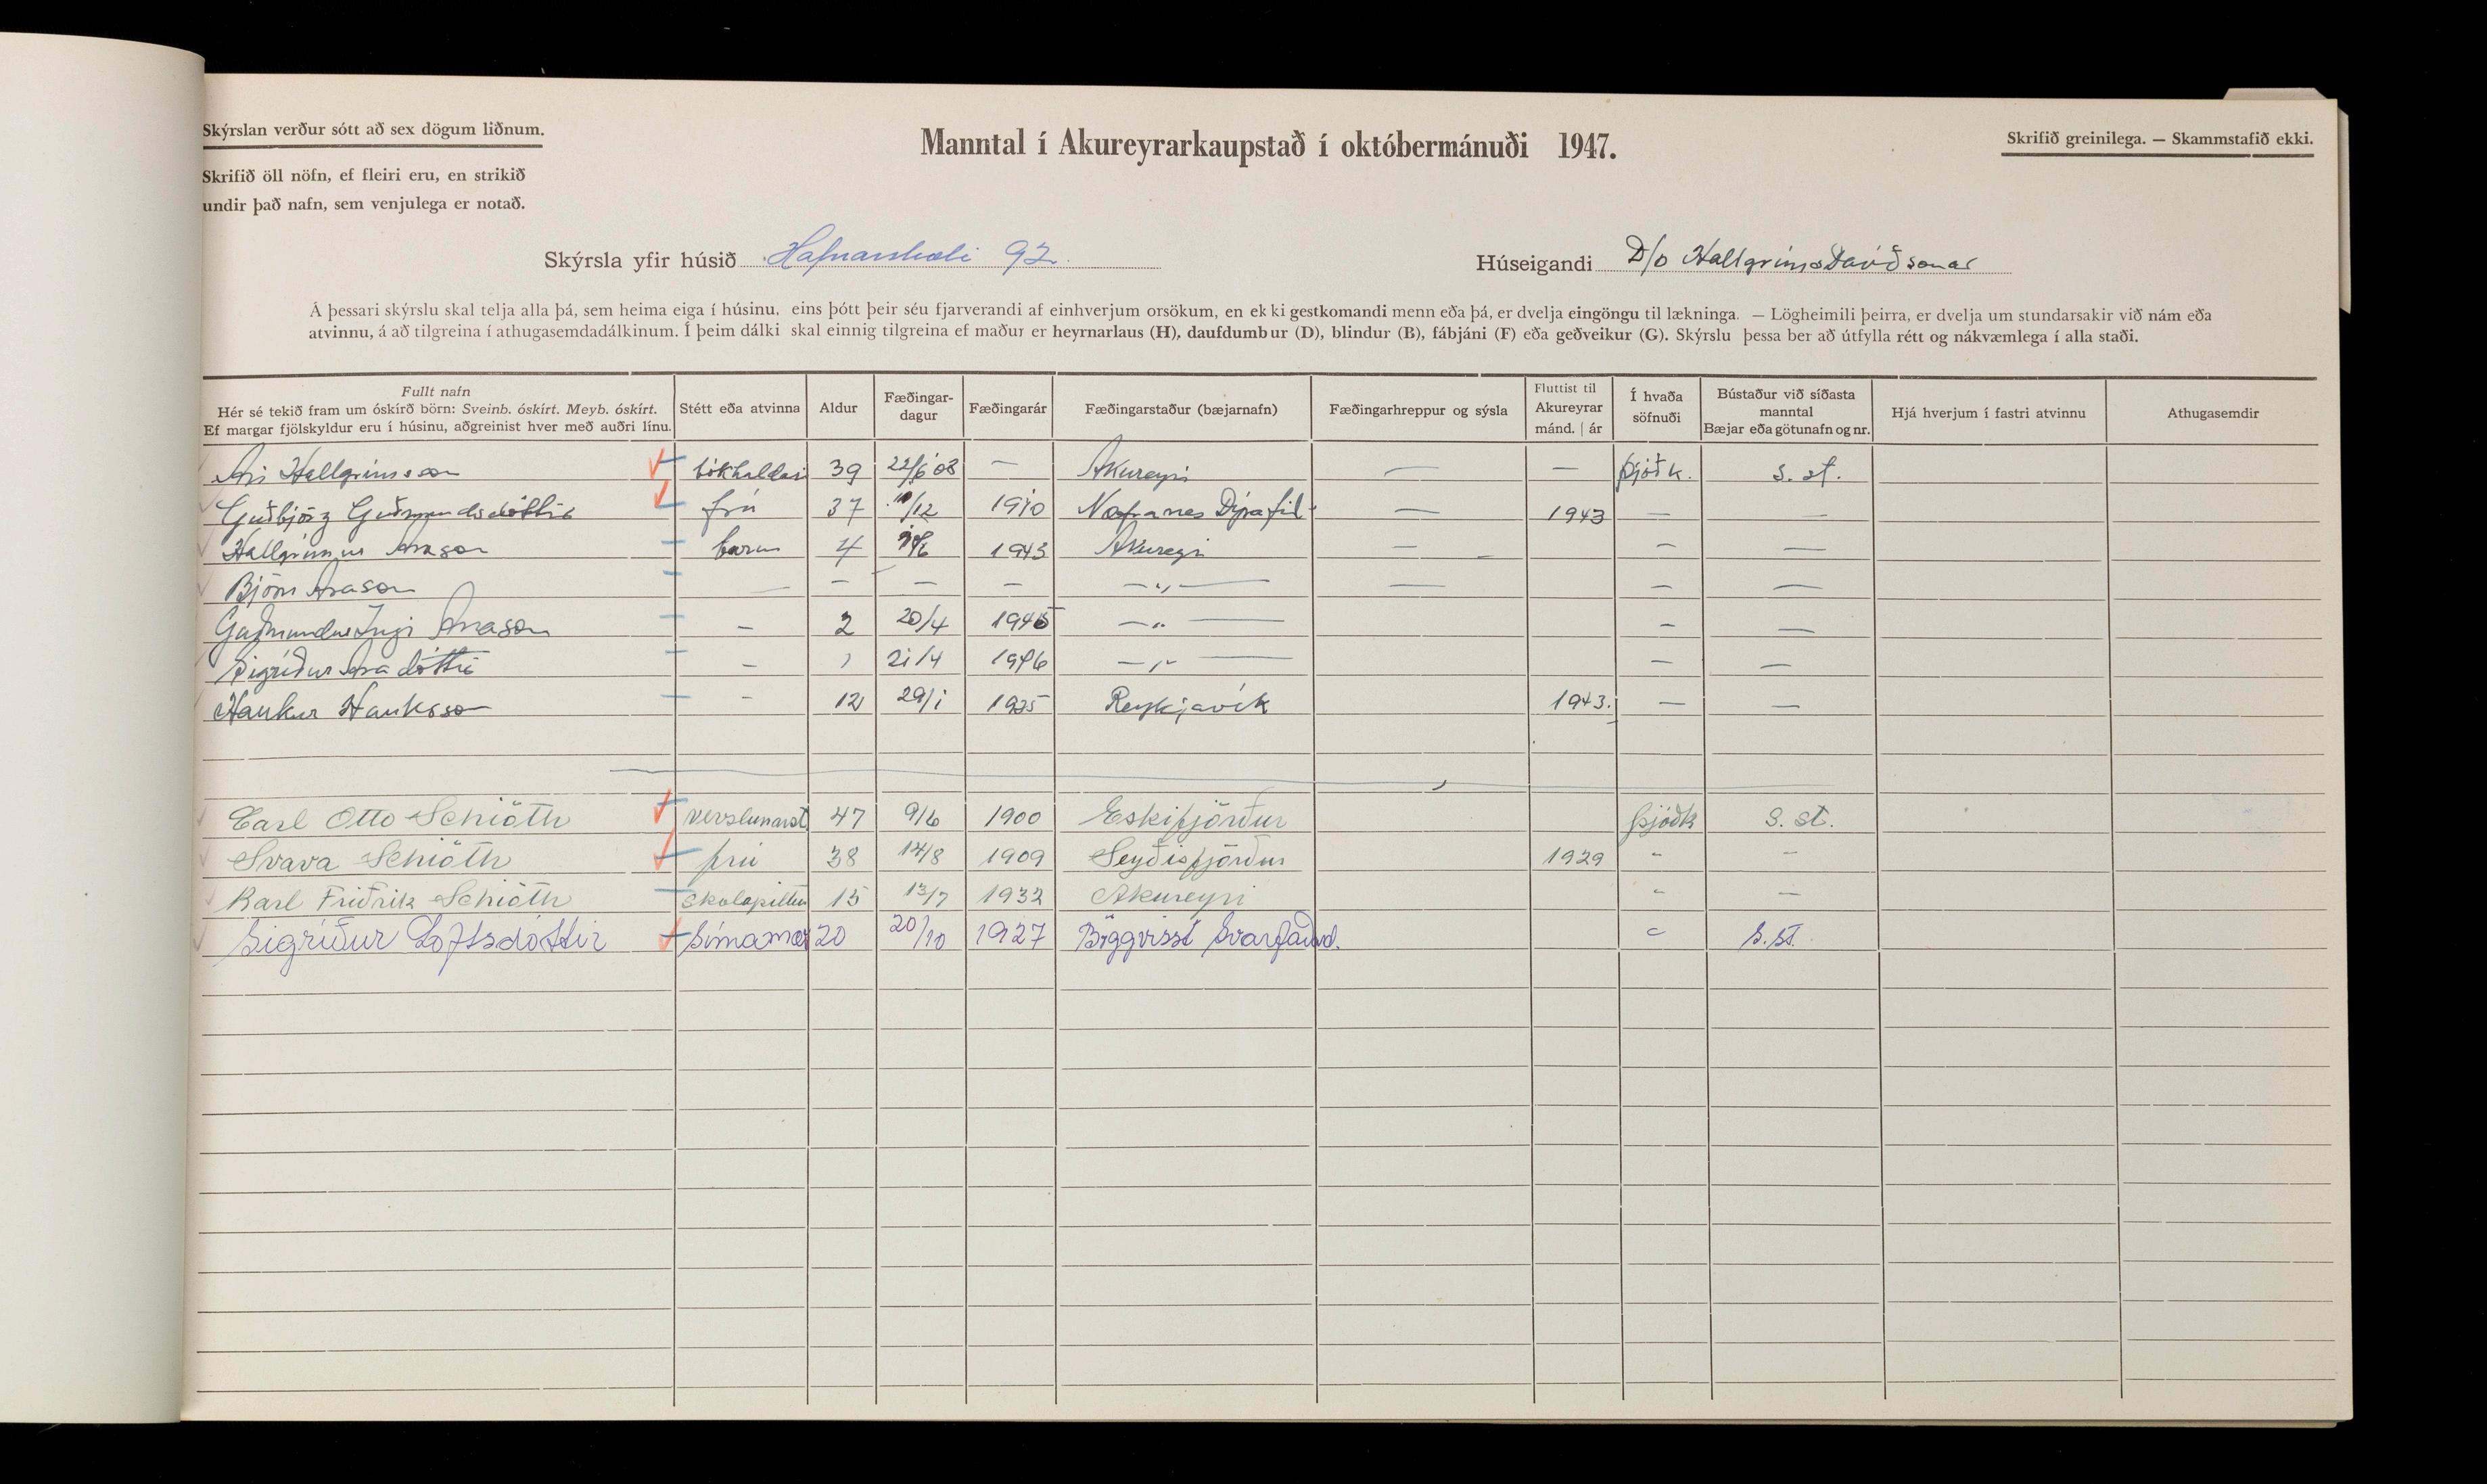 Skýrslan verður sótt að sex dögum liðnum.
Manntal í Akureyrarkaupstað í októbermánuði 1947.
Skrifið greinilega. — Skammstafið ekki.
Skrifið öll nöfn, ef fleiri eru, en strikið
undir það nafn, sem venjulega er notað.
Skýrsla yfir húsið Hafnarstræti 97. Húseigandi D/o Hallgríms Davíðsonar
Á þessari skýrslu skal telja alla þá, sem heima eiga í húsinu, eins þótt þeir séu fjarverandi af einhverjum orsökum, en ekki gestkomandi menn eða þá, er dvelja eingöngu til lækninga. — Lögheimili þeirra, er dvelja um stundarsakir við nám eða
atvinnu, á að tilgreina í athugasemdadálkinum. Í þeim dálki skal einnig tilgreina ef maður er heyrnarlaus (H), daufdumbur (D), blindur (B), fábjáni (F) eða geðveikur (G). Skýrslu þessa ber að útfylla rétt og nákvæmlega í alla staði.
Fullt nafn
Hér sé tekið fram um óskírð börn: Sveinb. óskírt. Meyb. óskírt.
Ef margar fjölskyldur eru í húsinu, aðgreinist hver með auðri línu.
Stétt eða atvinna
Aldur
Fæðingar-
dagur
Fæðingarár
Fæðingarstaður (bæjarnafn)
Fæðingarhreppur og sýsla
Fluttist til
Akureyrar
mánd. | ár
Í hvaða
söfnuði
Bústaður við síðasta
manntal
Bæjar eða götunafn og nr.
Hjá hverjum í fastri atvinnu
Athugasemdir
Ari Hallgrímsson bókhaldari 39 22/6 08 — Akureyri — — þjóðk. s. st.
Guðbjörg Guðmundsdóttir frú 37 /12 1910 Næfranes Dýrafil — 1943 — —
Hallgrímur Arason barn 4 1943 Akureyri — — —
Björn Arason — — — — — „ — — — —
Guðmundur Ingi Arason — 2 20/4 1945 — „ — — —
Sigríður Aradóttir — 1 21/4 1946 — „ — — —
Haukur Hauksson - 12 29/1 1935 Reykjavík 1943. — —
Carl Otto Schiöth verslunarst 47 9/6 1900 Eskifjörður þjóðk S. st.
Svava Schiöth frú 38 14/8 1909 Seyðisfjörður 1929 - —
Karl Friðrik Schiöth skólapiltur 15 13/7 1932 Akureyri - —
Sigríður Loftsdóttir símamær 20 20/10 1927 Böggvisst Svarfaðard. - S.st.